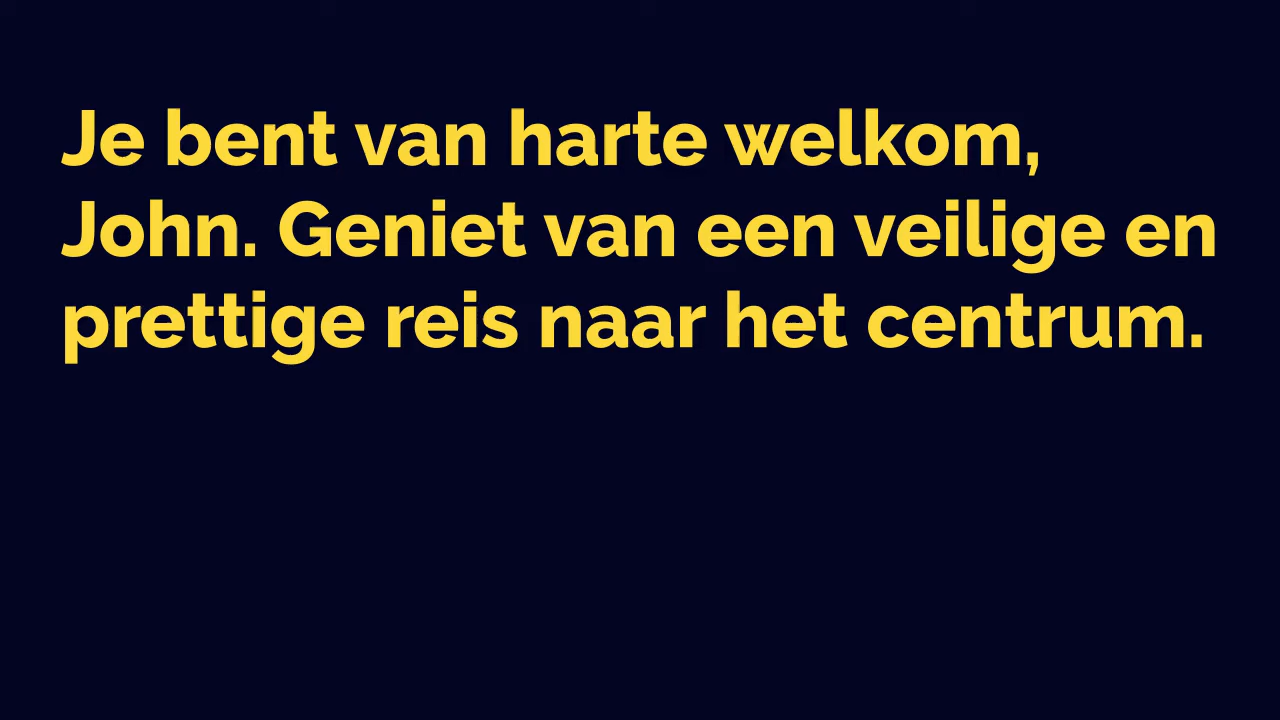 Je bent van harte welkom,
John. Geniet van een veilige en
prettige reis naar het centrum.